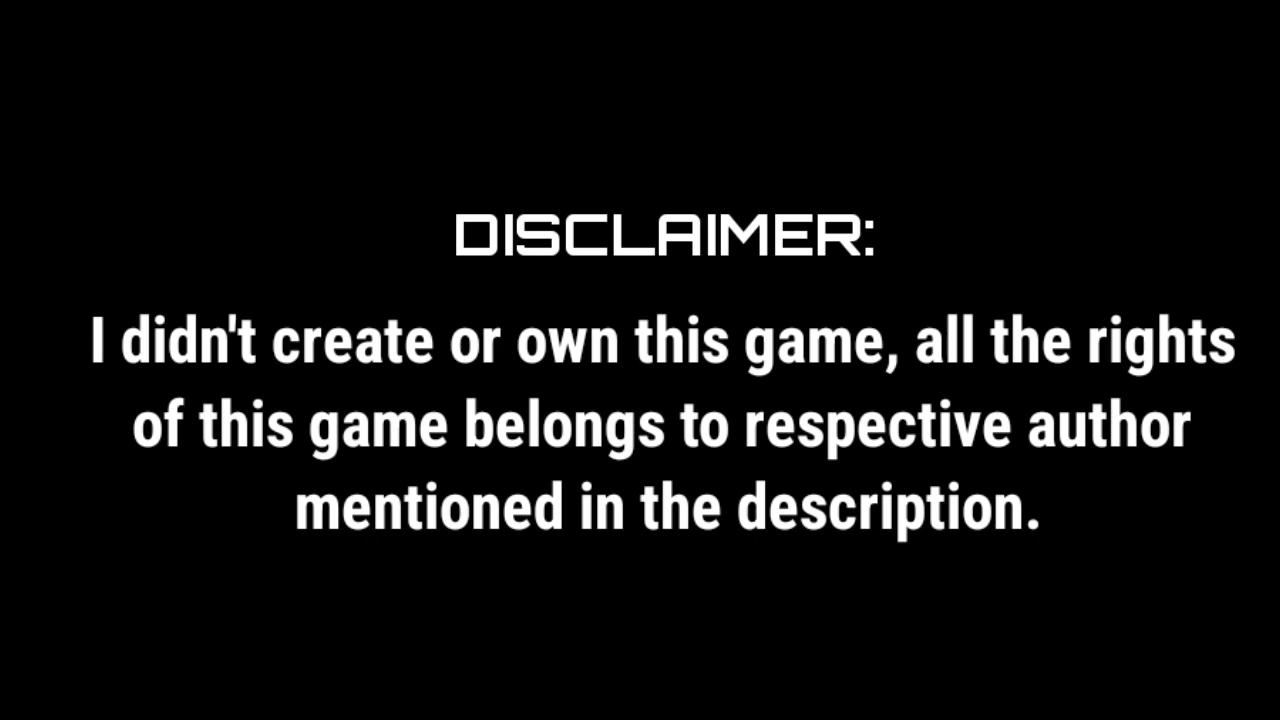 DISCLAIMER:
I didn't create or own this game, all the rights
of this game belongs to respective author
mentioned in the description.